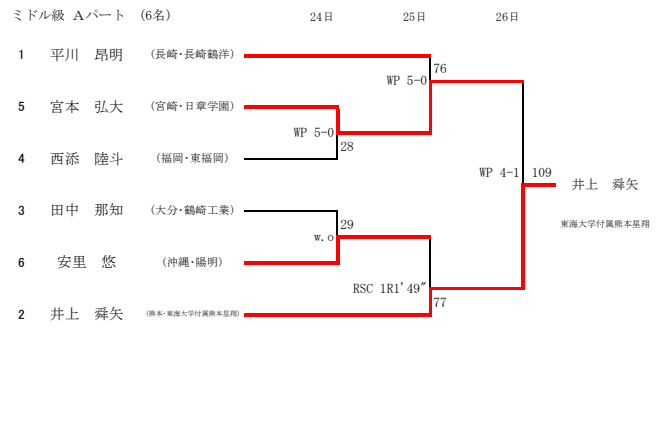 ミドル級 Aパート (6名) 24日 25日 26日
1 平川 昂明 (長崎・長崎鶴洋)
76
WP 5-0
5 宮本 弘大 (宮崎・日章学園)
WP 5-0
28
4 西添 陸斗 (福岡・東福岡)
WP 4-1 109
井上 舜矢
3 田中 那知 (大分・鶴崎工業)
29
東海大学付属熊本星翔
w.o
6 安里 悠 (沖縄・陽明)
RSC 1R1'49"
77
2 井上 舜矢 (熊本・東海大学付属熊本星翔)